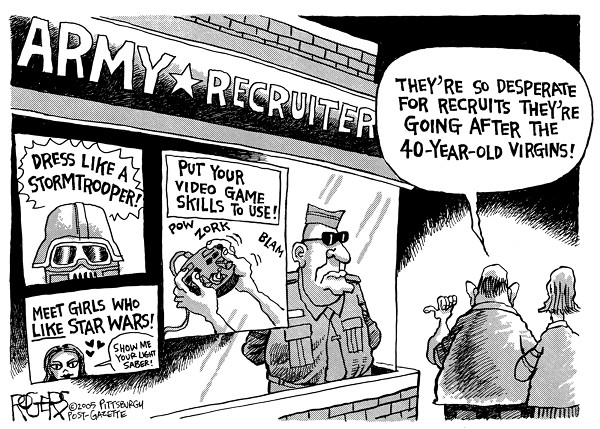 ARMY★RECRUITER
THEY'RE SO DESPERATE
FOR RECRUITS THEY'RE
GOING AFTER THE
40-YEAR-OLD VIRGINS!
DRESS LIKE A
STORMTROOPER!
PUT YOUR
VIDEO GAME
SKILLS TO USE!
POW
ZORK
BLAM
MEET GIRLS WHO
LIKE STAR WARS!
SHOW ME
YOUR LIGHT
SABER!
ROGERS
©2005 PITTSBURGH
POST-GAZETTE